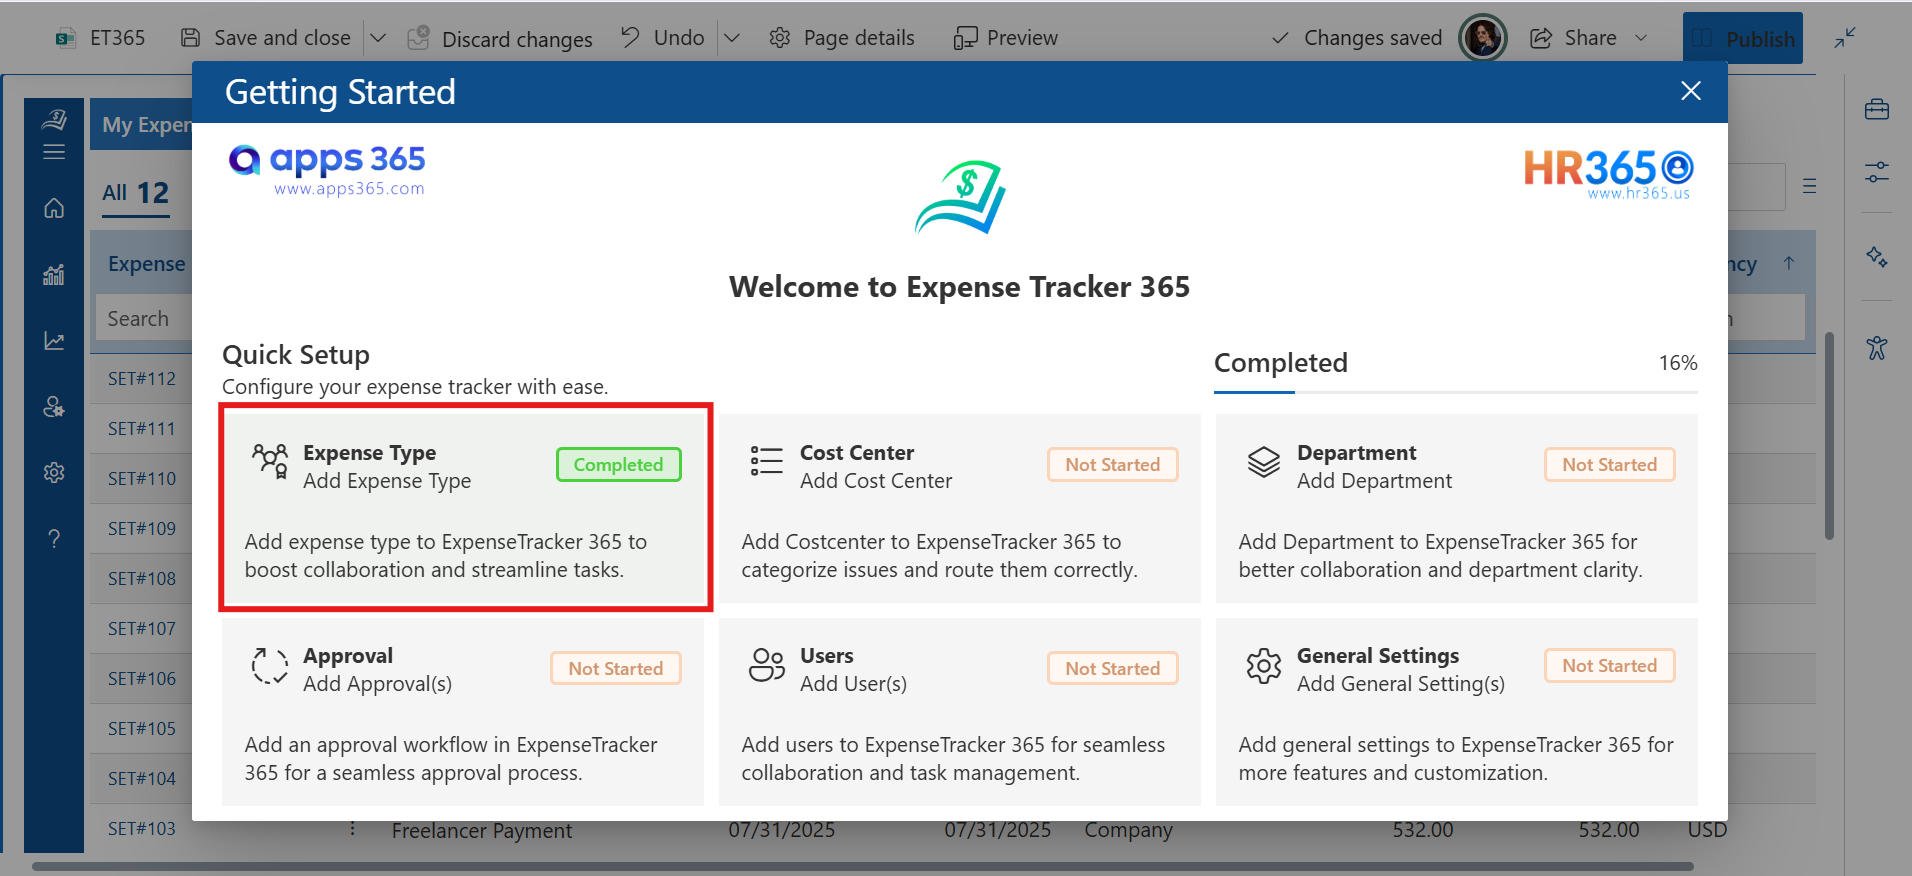 ET365 Save and close Discard changes Undo Page details Preview Changes saved Share Publish
Getting Started
My Expen
apps 365
www.apps365.com
HR365
www.hr365.us
All 12
Welcome to Expense Tracker 365
Expense
ncy
Search
Quick Setup
Configure your expense tracker with ease.
Completed 16%
Expense Type
Add Expense Type
Completed
Add expense type to ExpenseTracker 365 to
boost collaboration and streamline tasks.
Cost Center
Add Cost Center
Not Started
Add Costcenter to ExpenseTracker 365 to
categorize issues and route them correctly.
Department
Add Department
Not Started
Add Department to ExpenseTracker 365 for
better collaboration and department clarity.
Approval
Add Approval(s)
Not Started
Add an approval workflow in ExpenseTracker
365 for a seamless approval process.
Users
Add User(s)
Not Started
Add users to ExpenseTracker 365 for seamless
collaboration and task management.
General Settings
Add General Setting(s)
Not Started
Add general settings to ExpenseTracker 365 for
more features and customization.
SET#112
SET#111
SET#110
SET#109
SET#108
SET#107
SET#106
SET#105
SET#104
SET#103 Freelancer Payment 07/31/2025 07/31/2025 Company 532.00 532.00 USD